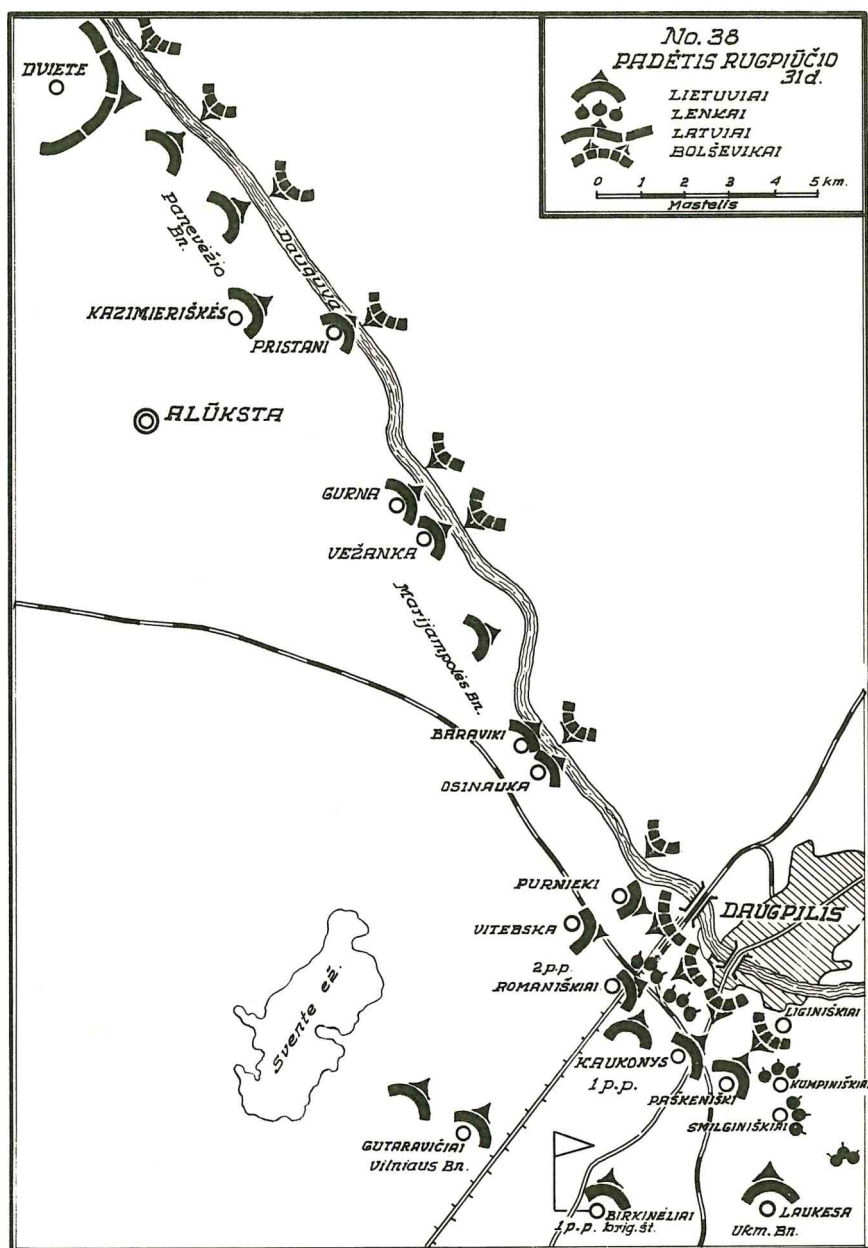 No. 38
PADĖTIS RUGPIŪČIO
31d.
LIETUVIAI
LENKAI
LATVIAI
BOLŠEVIKAI
0 1 2 3 4 5 km.
Mastelis
DVIETE
Panevėžio
Bn.
Dauguva
KAZIMIERIŠKĖS
PRISTANI
ALŪKSTA
GURNA
VEŽANKA
Marijampolės Bn.
BARAVIKI
OSINAUKA
PURNIEKI
DAUGPILIS
VITEBSKA
2 p.p.
ROMANIŠKIAI
Svente ež.
LIGINIŠKIAI
KAUKONYS
1 p.p.
PAŠKENIŠKI
KUMPINIŠKIAI
SMILGINIŠKIAI
GUTARAVIČIAI
Vilniaus Bn.
BIRKINĖLIAI
1 p.p. brig. št.
LAUKESA
Ukm. Bn.